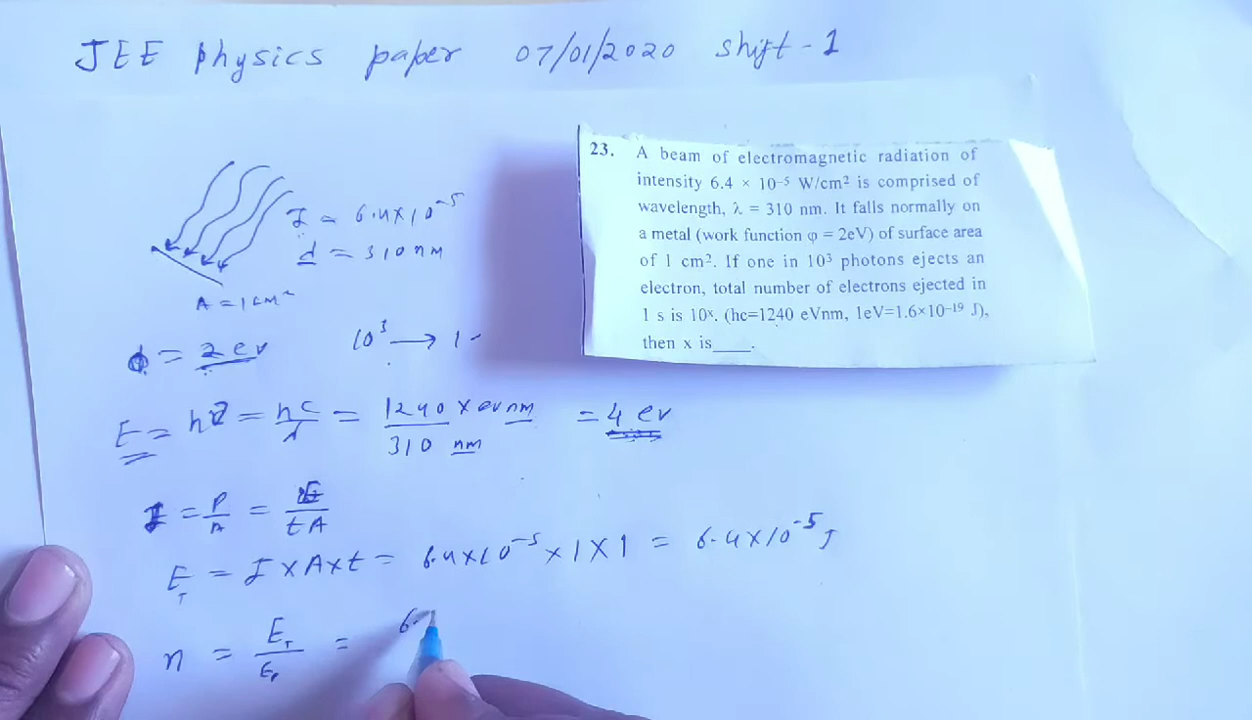 JEE physics paper 07/01/2020 shift - 1
I = 6.4×10⁻⁵
λ = 310 nm
A = 1cm²
ϕ = 2 ev
10³ → 1
23. A beam of electromagnetic radiation of
intensity 6.4 × 10⁻⁵ W/cm² is comprised of
wavelength, λ = 310 nm. It falls normally on
a metal (work function φ = 2eV) of surface area
of 1 cm². If one in 10³ photons ejects an
electron, total number of electrons ejected in
1 s is 10ˣ. (hc=1240 eVnm, 1eV=1.6×10⁻¹⁹ J),
then x is____.
E = hν = hc/λ = 1240 × ev nm / 310 nm = 4 ev
I = P/A = E/tA
E_T = I × A × t = 6.4×10⁻⁵ × 1 × 1 = 6.4×10⁻⁵ J
n = E_T/E_P = 6.